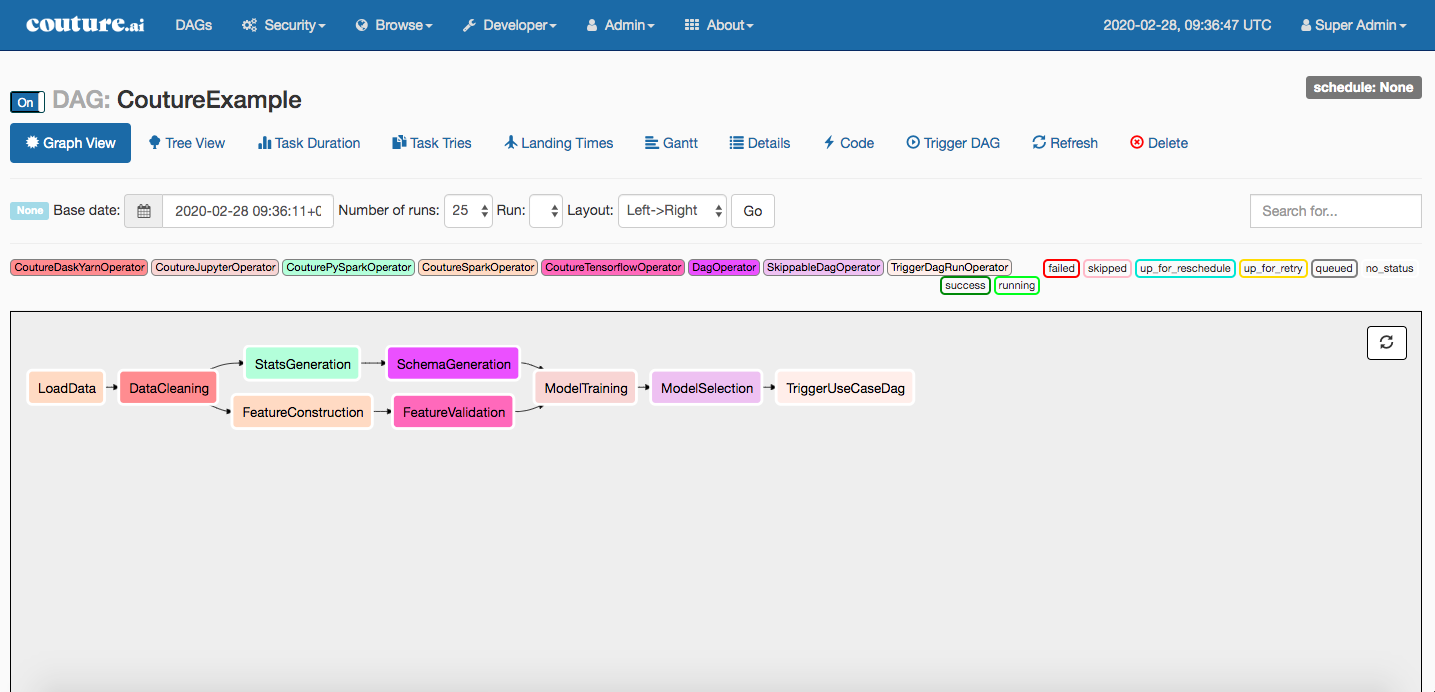 couture.ai DAGs Security Browse Developer Admin About 2020-02-28, 09:36:47 UTC Super Admin
schedule: None
On DAG: CoutureExample
Graph View Tree View Task Duration Task Tries Landing Times Gantt Details Code Trigger DAG Refresh Delete
None Base date: 2020-02-28 09:36:11+0 Number of runs: 25 Run: Layout: Left->Right Go Search for...
CoutureDaskYarnOperator CoutureJupyterOperator CouturePySparkOperator CoutureSparkOperator CoutureTensorflowOperator DagOperator SkippableDagOperator TriggerDagRunOperator failed skipped up_for_reschedule up_for_retry queued no_status
success running
StatsGeneration SchemaGeneration
LoadData DataCleaning ModelTraining ModelSelection TriggerUseCaseDag
FeatureConstruction FeatureValidation